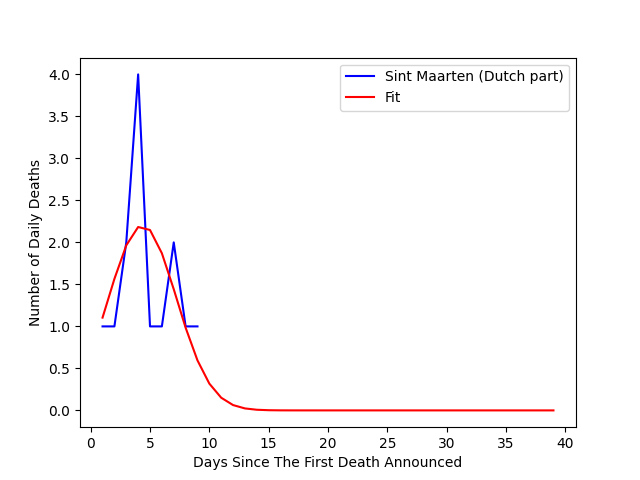 Sint Maarten (Dutch part)
Fit
4.0
3.5
3.0
2.5
2.0
1.5
1.0
0.5
0.0
Number of Daily Deaths
0 5 10 15 20 25 30 35 40
Days Since The First Death Announced